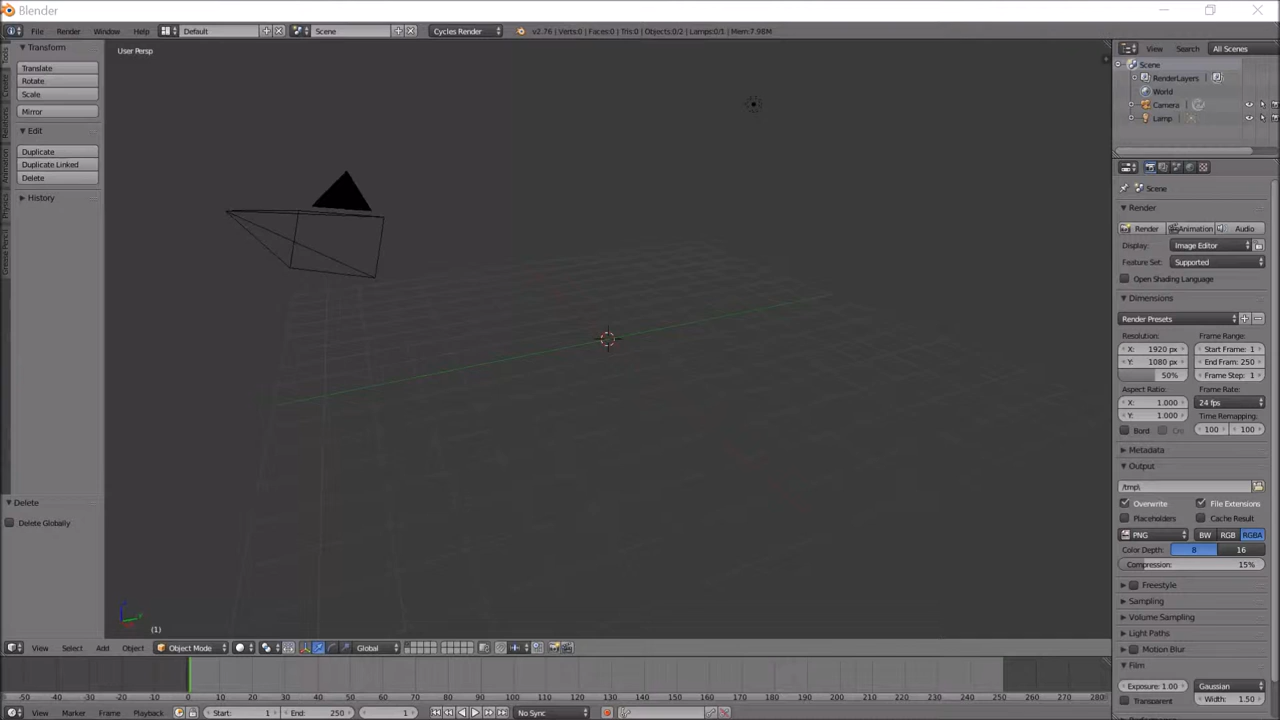 Blender
File Render Window Help Default Scene Cycles Render v2.76 | Verts:0 | Faces:0 | Tris:0 | Objects:0/2 | Lamps:0/1 | Mem:7.98M
Transform
Translate
Rotate
Scale
Mirror
Edit
Duplicate
Duplicate Linked
Delete
History
Tools
Create
Relations
Animation
Physics
Grease Pencil
Delete
Delete Globally
User Persp
(1)
View Search All Scenes
Scene
RenderLayers
World
Camera
Lamp
Scene
Render
Render Animation Audio
Display: Image Editor
Feature Set: Supported
Open Shading Language
Dimensions
Render Presets
Resolution: Frame Range:
X: 1920 px Start Frame: 1
Y: 1080 px End Fram: 250
50% Frame Step: 1
Aspect Ratio: Frame Rate:
X: 1.000 24 fps
Y: 1.000 Time Remapping:
Bord Cro 100 100
Metadata
Output
/tmp\
Overwrite File Extensions
Placeholders Cache Result
PNG BW RGB RGBA
Color Depth: 8 16
Compression: 15%
Freestyle
Sampling
Volume Sampling
Light Paths
Motion Blur
Film
Exposure: 1.00 Gaussian
Transparent Width: 1.50
View Select Add Object Object Mode Global
-50 -40 -30 -20 -10 0 10 20 30 40 50 60 70 80 90 100 110 120 130 140 150 160 170 180 190 200 210 220 230 240 250 260 270 280
View Marker Frame Playback Start: 1 End: 250 1 No Sync